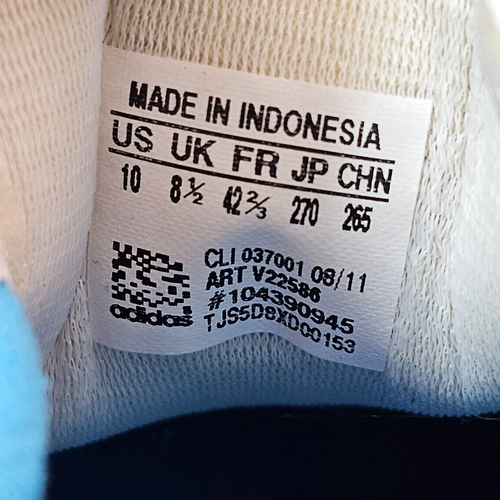 MADE IN INDONESIA
US UK FR JP CHN
10 8½ 42⅔ 270 265
CLI 037001 08/11
ART V22586
#104390945
TJS5D8XD00153
adidas